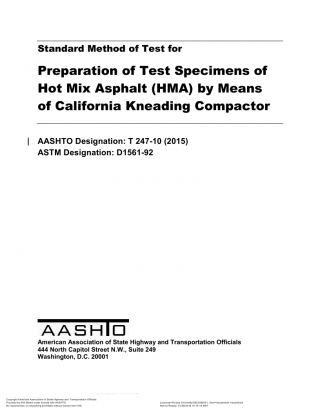 Standard Method of Test for
Preparation of Test Specimens of
Hot Mix Asphalt (HMA) by Means
of California Kneading Compactor
AASHTO Designation: T 247-10 (2015)
ASTM Designation: D1561-92
AASHTO
American Association of State Highway and Transportation Officials
444 North Capitol Street N.W., Suite 249
Washington, D.C. 20001